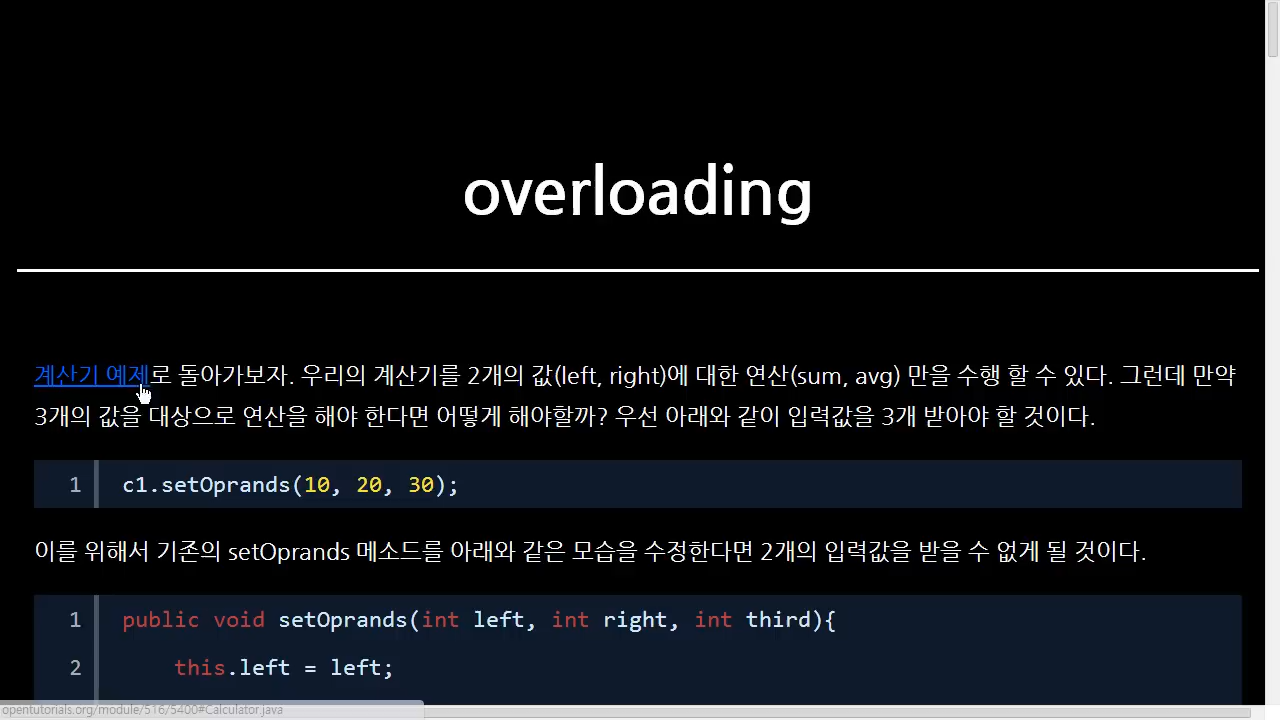 overloading
계산기 예제로 돌아가보자. 우리의 계산기를 2개의 값(left, right)에 대한 연산(sum, avg) 만을 수행 할 수 있다. 그런데 만약
3개의 값을 대상으로 연산을 해야 한다면 어떻게 해야할까? 우선 아래와 같이 입력값을 3개 받아야 할 것이다.
1 c1.setOprands(10, 20, 30);
이를 위해서 기존의 setOprands 메소드를 아래와 같은 모습을 수정한다면 2개의 입력값을 받을 수 없게 될 것이다.
1 public void setOprands(int left, int right, int third){
2 this.left = left;
opentutorials.org/module/516/5400#Calculator.java